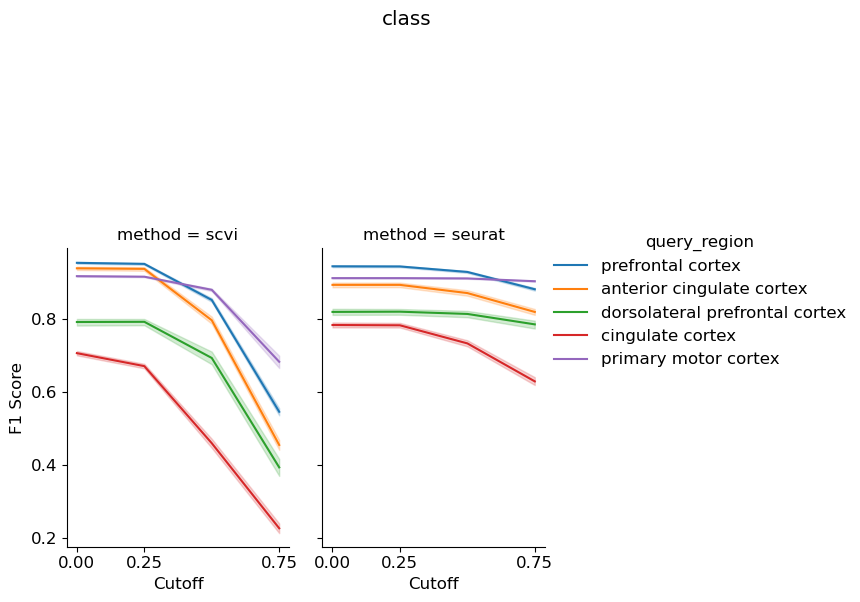 class
method = scvi
method = seurat
query_region
prefrontal cortex
anterior cingulate cortex
dorsolateral prefrontal cortex
cingulate cortex
primary motor cortex
F1 Score
0.8
0.6
0.4
0.2
0.00
0.25
0.75
0.00
0.25
0.75
Cutoff
Cutoff